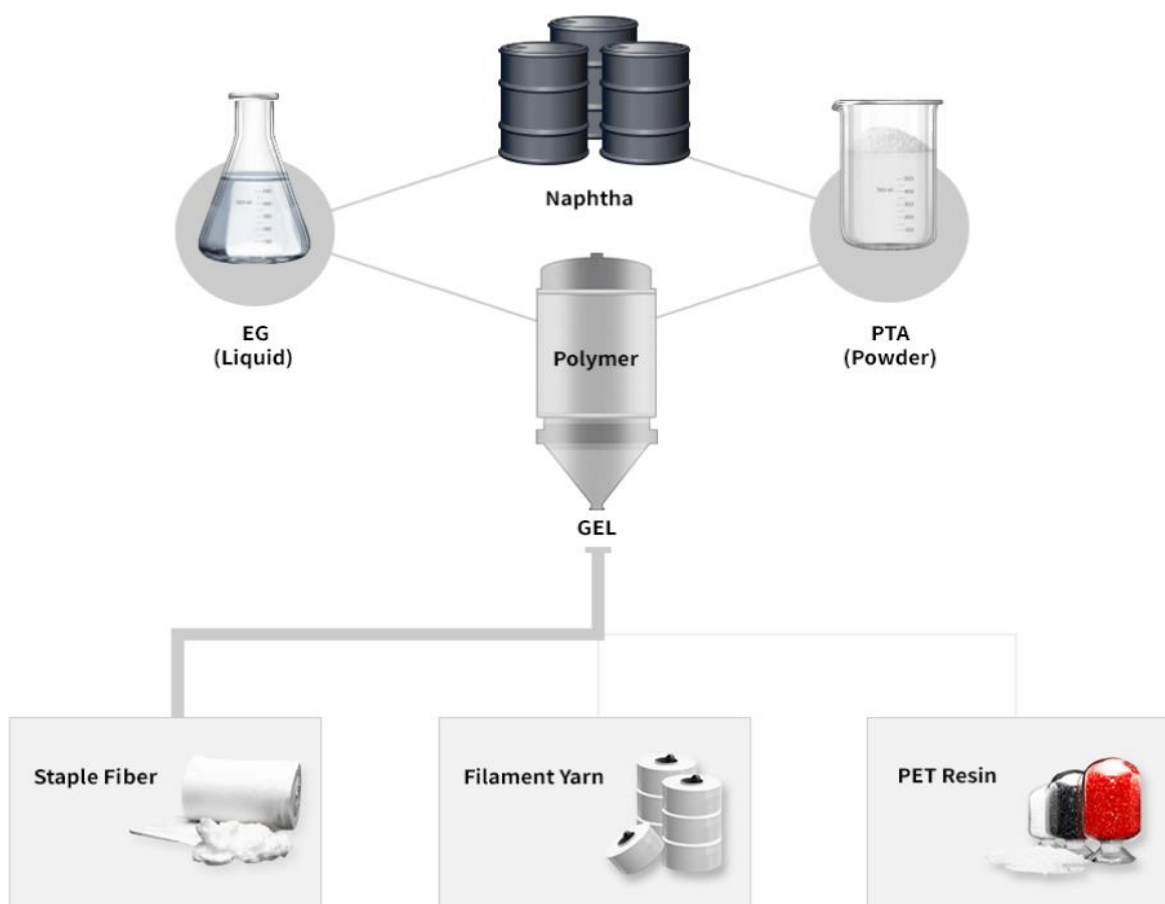 Naphtha
EG
(Liquid)
PTA
(Powder)
Polymer
GEL
Staple Fiber
Filament Yarn
PET Resin